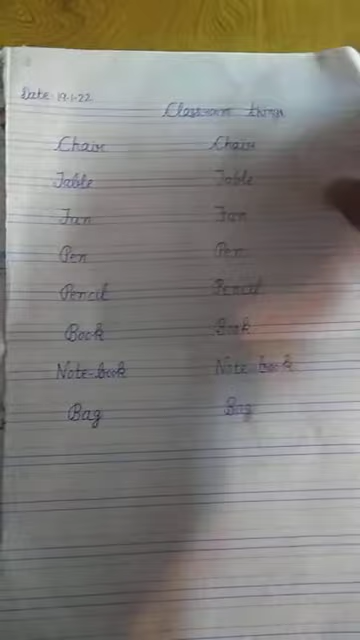 Date: 19-1-22
Classroom things
Chair Chair
Table Table
Fan Fan
Pen Pen
Pencil Pencil
Book Book
Note-book Note book
Bag Bag